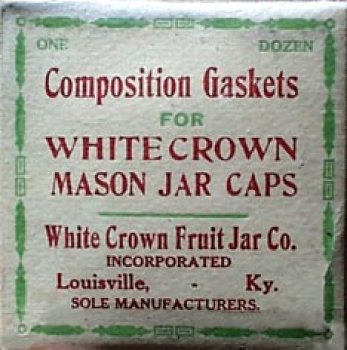 ONE DOZEN
Composition Gaskets
FOR
WHITE CROWN
MASON JAR CAPS
White Crown Fruit Jar Co.
INCORPORATED
Louisville, - Ky.
SOLE MANUFACTURERS.